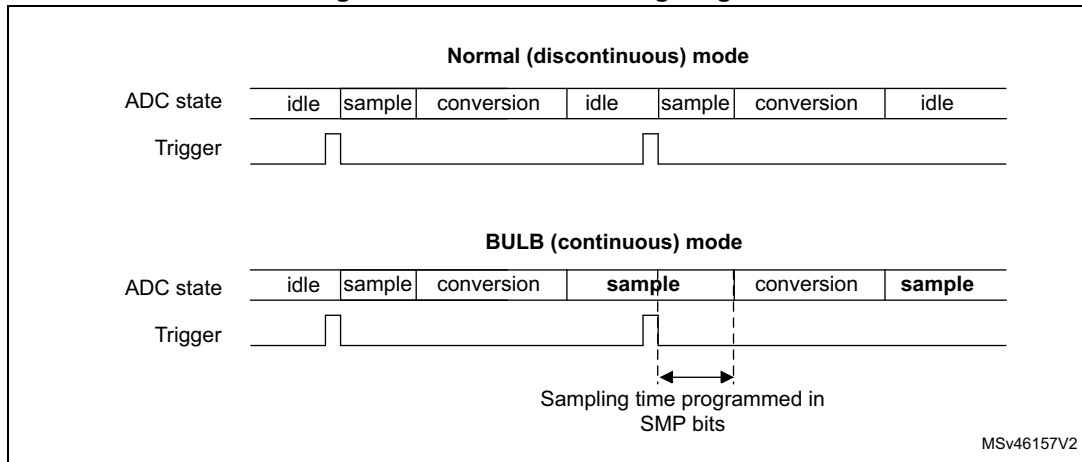 Normal (discontinuous) mode
ADC state idle sample conversion idle sample conversion idle
Trigger
BULB (continuous) mode
ADC state idle sample conversion sample conversion sample
Trigger
Sampling time programmed in
SMP bits
MSv46157V2